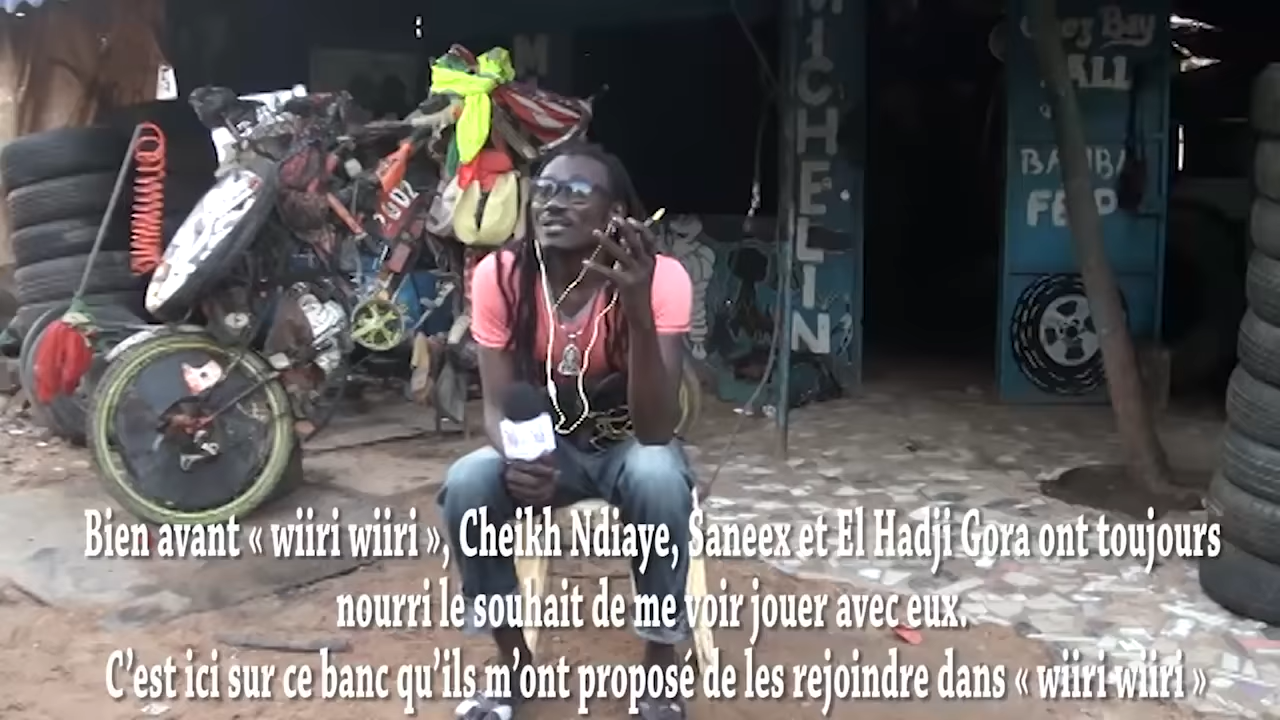 MICHELIN
ALL
Bien avant « wiiri wiiri », Cheikh Ndiaye, Saneex et El Hadji Gora ont toujours
nourri le souhait de me voir jouer avec eux.
C’est ici sur ce banc qu’ils m’ont proposé de les rejoindre dans « wiiri wiiri »